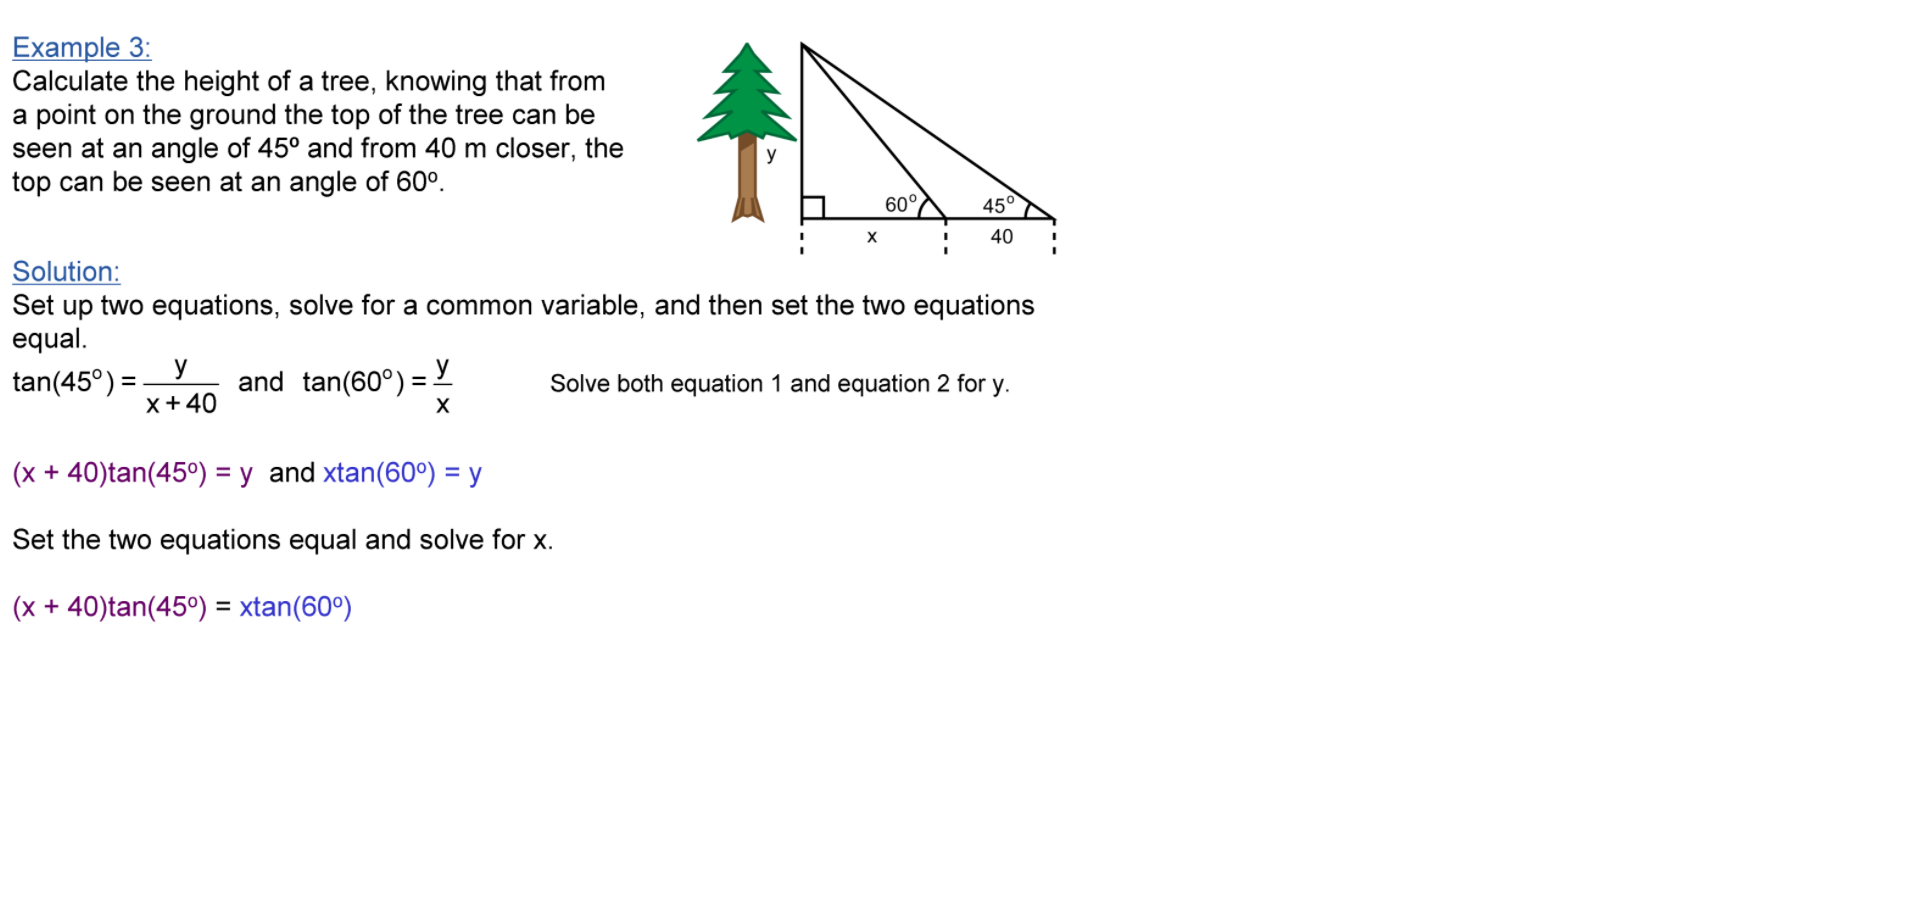 Example 3:
Calculate the height of a tree, knowing that from
a point on the ground the top of the tree can be
seen at an angle of 45º and from 40 m closer, the
top can be seen at an angle of 60º.
y
60° 45°
x 40
Solution:
Set up two equations, solve for a common variable, and then set the two equations
equal.
tan(45°) = y/(x + 40) and tan(60°) = y/x Solve both equation 1 and equation 2 for y.
(x + 40)tan(45º) = y and xtan(60º) = y
Set the two equations equal and solve for x.
(x + 40)tan(45º) = xtan(60º)